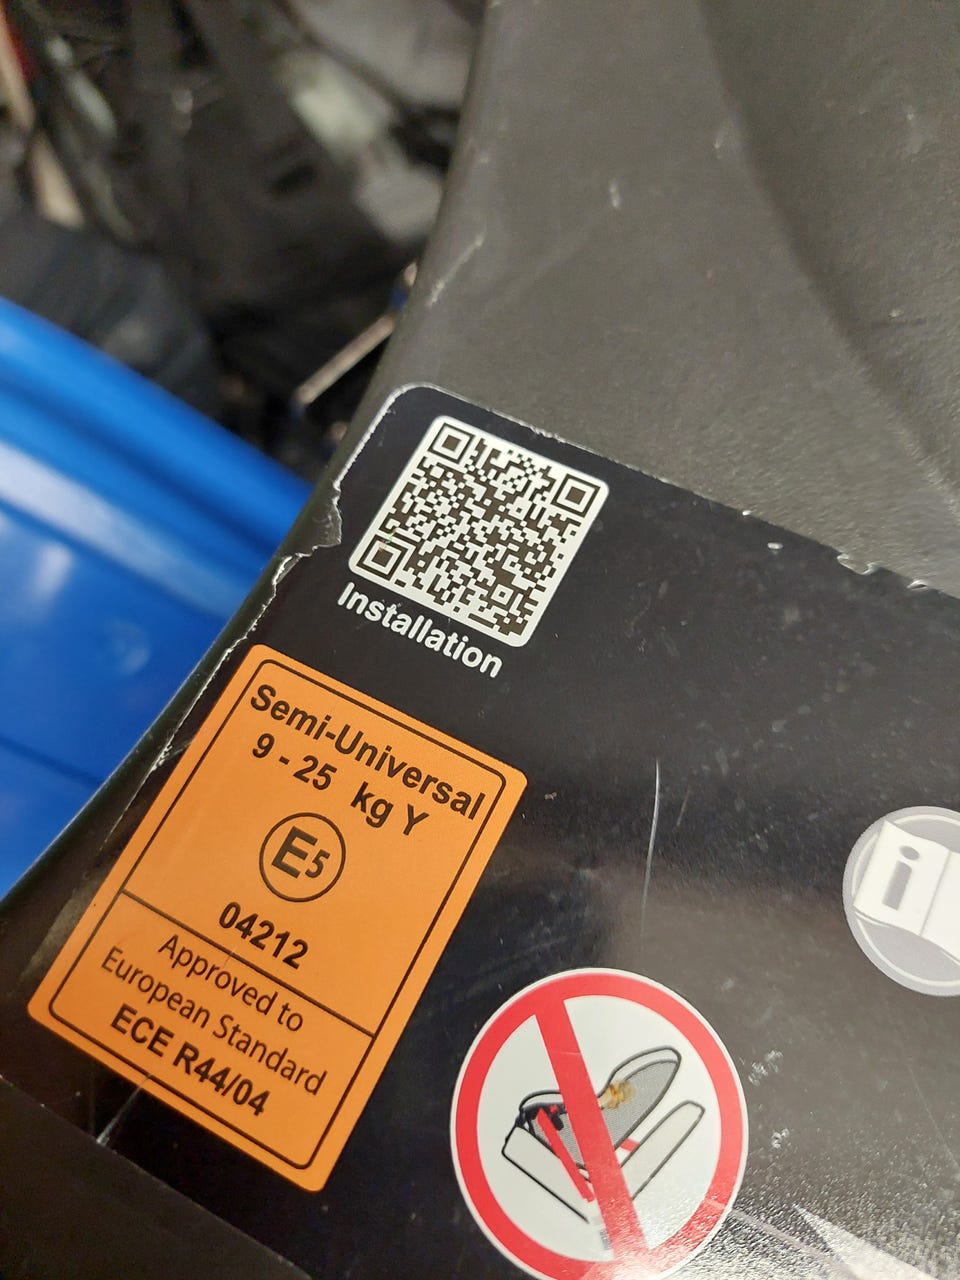 Installation
Semi-Universal
9 - 25 kg Y
E5
04212
Approved to
European Standard
ECE R44/04
i